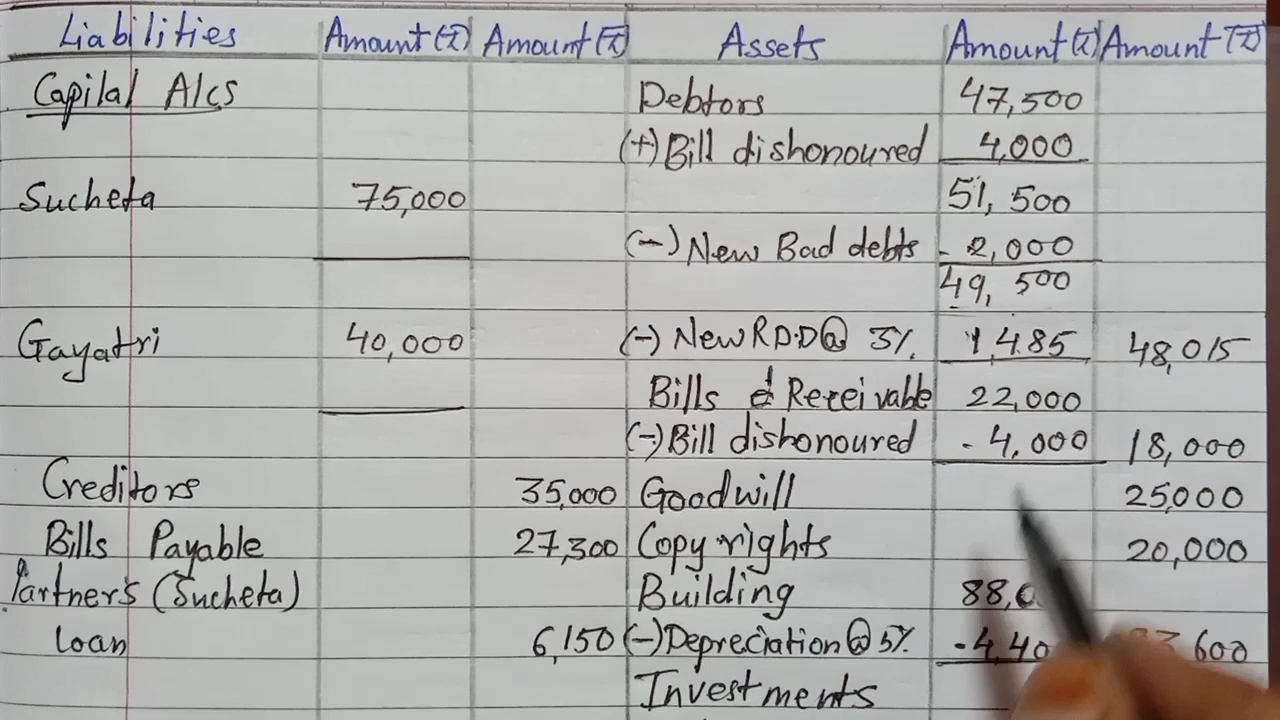 Liabilities Amount (₹) Amount (₹) Assets Amount (₹) Amount (₹)
Capital A/cs Debtors 47,500
(+) Bill dishonoured 4,000
Sucheta 75,000 51,500
(-) New Bad debts - 2,000
49,500
Gayatri 40,000 (-) New R.D.D @ 3% 1,485 48,015
Bills & Receivable 22,000
(-) Bill dishonoured - 4,000 18,000
Creditors 35,000 Goodwill 25,000
Bills Payable 27,300 Copyrights 20,000
Partner's (Sucheta) Building
loan 6,150 (-) Depreciation @ 5%
Investments